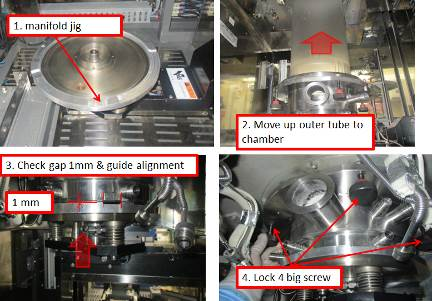 1. manifold jig
2. Move up outer tube to
chamber
3. Check gap 1mm & guide alignment
1 mm
4. Lock 4 big screw